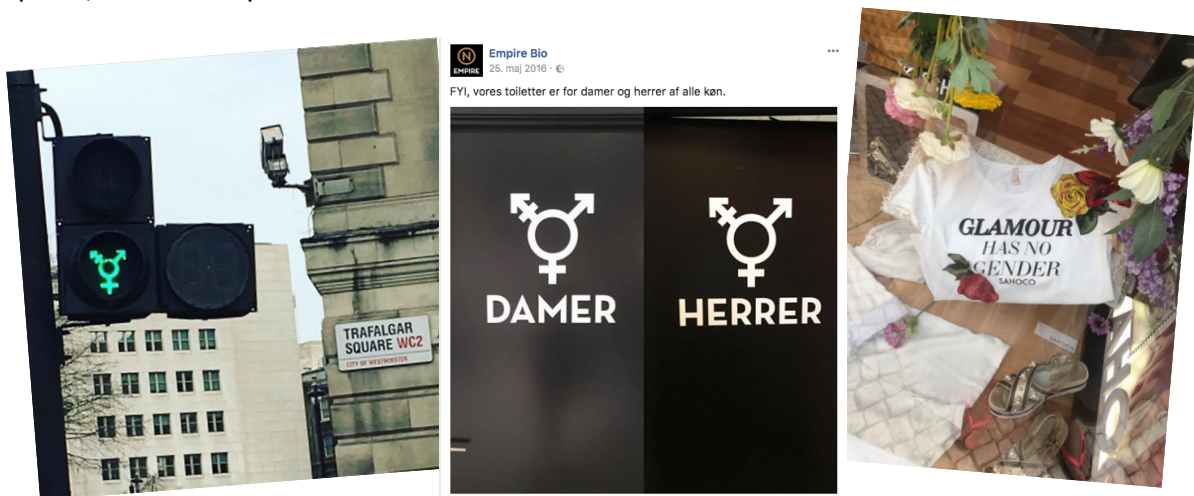 TRAFALGAR
SQUARE WC2
CITY OF WESTMINSTER
EMPIRE
Empire Bio
25. maj 2016
FYI, vores toiletter er for damer og herrer af alle køn.
DAMER
HERRER
GLAMOUR
HAS NO
GENDER
SAHOCO